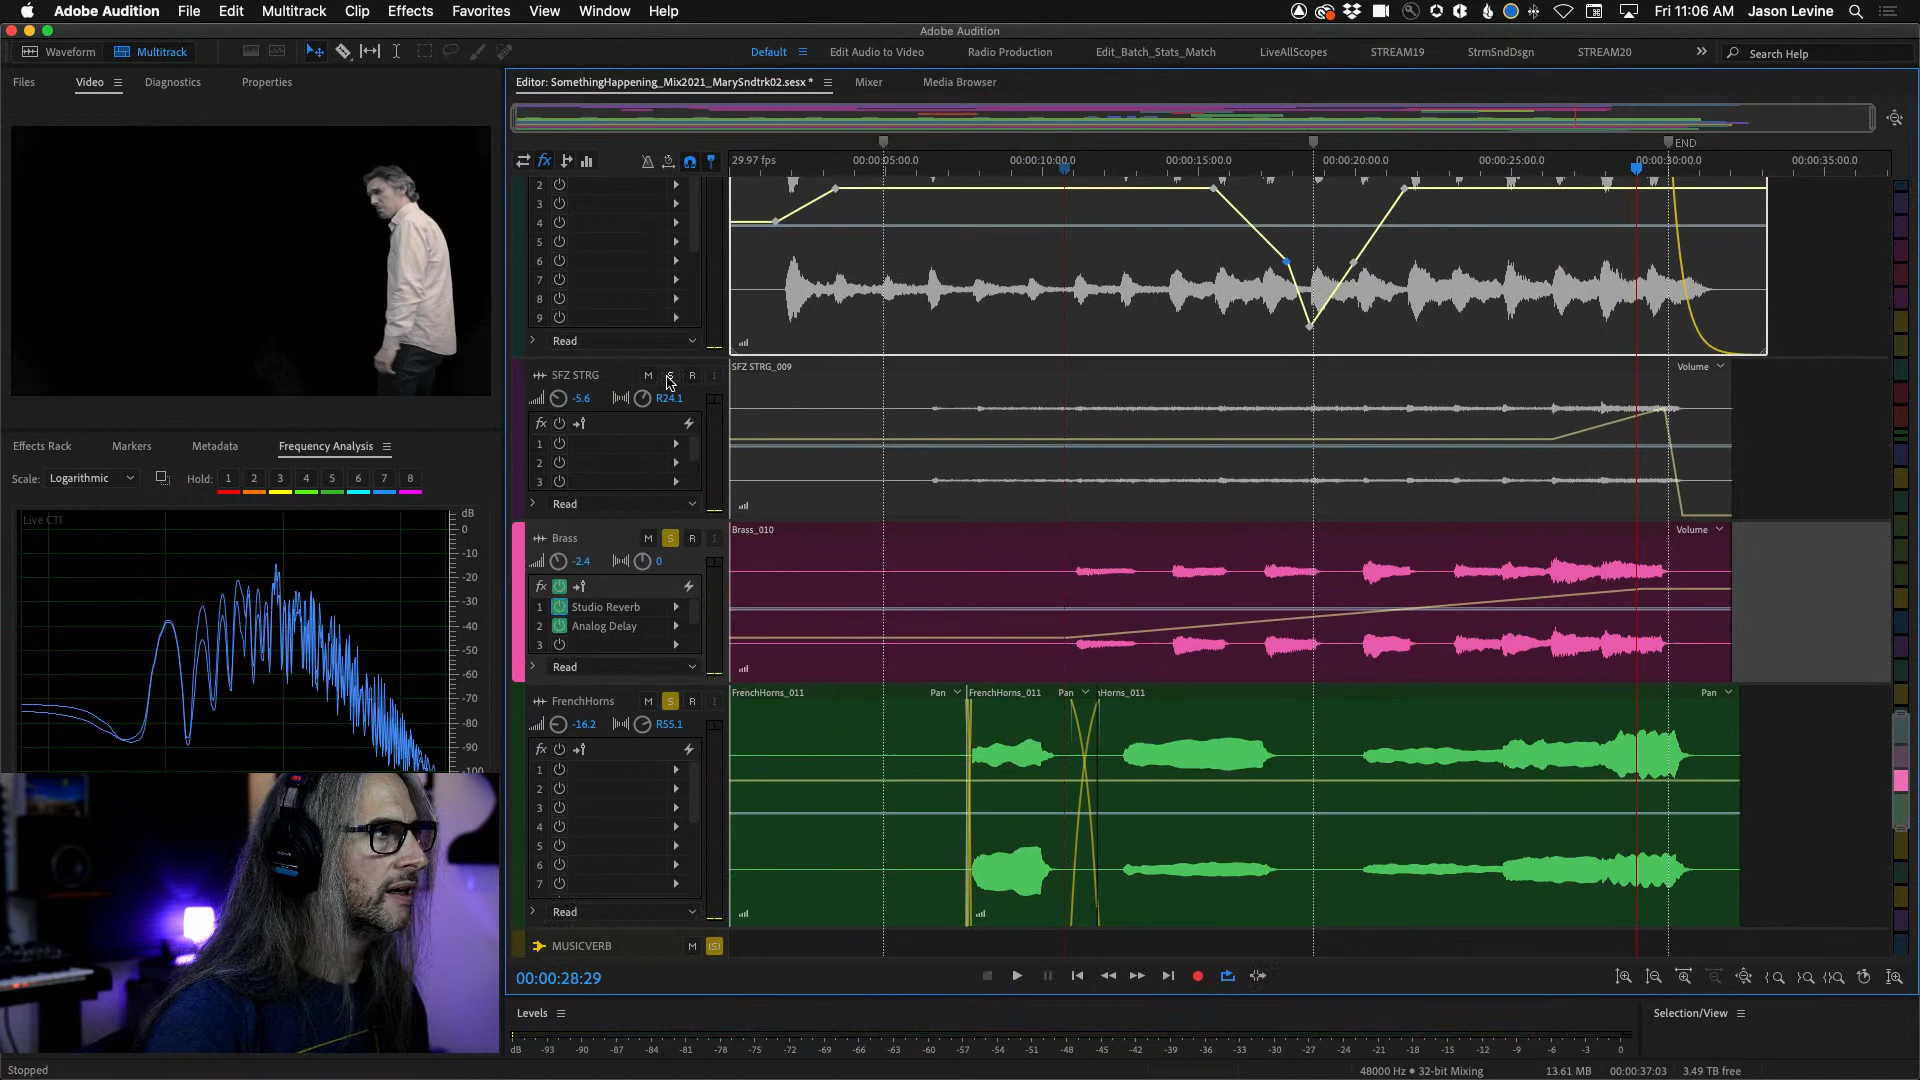 Adobe Audition File Edit Multitrack Clip Effects Favorites View Window Help Fri 11:06 AM Jason Levine
Adobe Audition
Waveform Multitrack Default Edit Audio to Video Radio Production Edit_Batch_Stats_Match LiveAllScopes STREAM19 StrmSndDsgn STREAM20 Search Help
Files Video Diagnostics Properties
Editor: SomethingHappening_Mix2021_MarySndtrk02.sesx * Mixer Media Browser
END
29.97 fps 00:00:05:00.0 00:00:10:00.0 00:00:15:00.0 00:00:20:00.0 00:00:25:00.0 00:00:30:00.0 00:00:35:00.0
2
3
4
5
6
7
8
9
Read
SFZ STRG M S R I
-5.6 R24.1
fx
1
2
3
Read
SFZ STRG_009 Volume
Brass M S R I
-2.4 0
fx
1 Studio Reverb
2 Analog Delay
3
Read
Brass_010 Volume
FrenchHorns M S R I
-16.2 R55.1
fx
1
2
3
4
5
6
7
Read
FrenchHorns_011 Pan FrenchHorns_011 Pan Horns_011 Pan
MUSICVERB M (S)
Effects Rack Markers Metadata Frequency Analysis
Scale: Logarithmic Hold: 1 2 3 4 5 6 7 8
Live CTI
dB
0
-10
-20
-30
-40
-50
-60
-70
-80
-90
-100
00:00:28:29
Levels
Selection/View
dB -93 -90 -87 -84 -81 -78 -75 -72 -69 -66 -63 -60 -57 -54 -51 -48 -45 -42 -39 -36 -33 -30 -27 -24 -21 -18 -15 -12 -9 -6 -3 0
Stopped
48000 Hz • 32-bit Mixing 13.61 MB 00:00:37:03 3.49 TB free